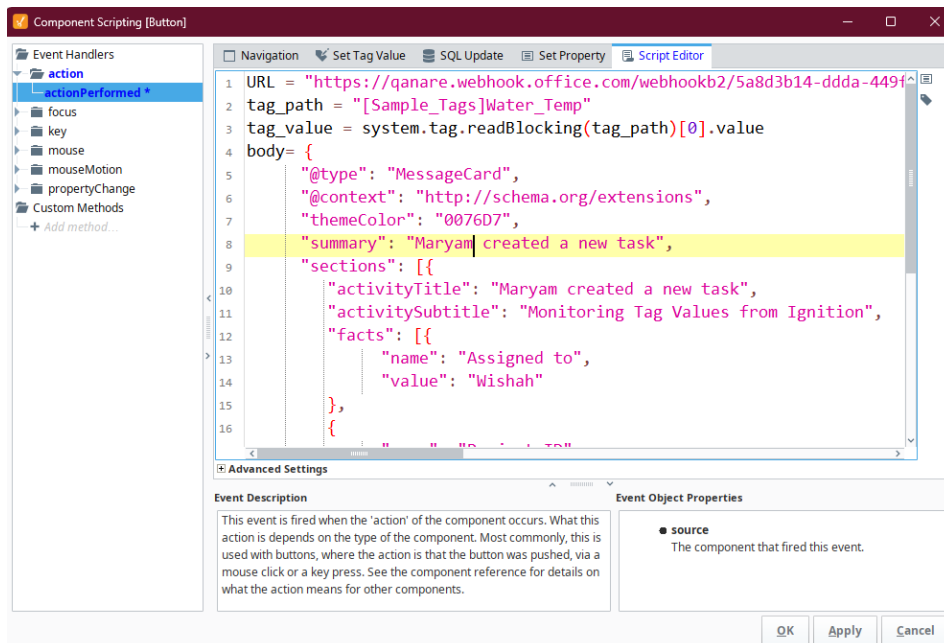 Component Scripting [Button]
Event Handlers
action
actionPerformed *
focus
key
mouse
mouseMotion
propertyChange
Custom Methods
Add method...
Navigation Set Tag Value SQL Update Set Property Script Editor
1 URL = "https://qanare.webhook.office.com/webhookb2/5a8d3b14-ddda-449f
2 tag_path = "[Sample_Tags]Water_Temp"
3 tag_value = system.tag.readBlocking(tag_path)[0].value
4 body= {
5 "@type": "MessageCard",
6 "@context": "http://schema.org/extensions",
7 "themeColor": "0076D7",
8 "summary": "Maryam created a new task",
9 "sections": [{
10 "activityTitle": "Maryam created a new task",
11 "activitySubtitle": "Monitoring Tag Values from Ignition",
12 "facts": [{
13 "name": "Assigned to",
14 "value": "Wishah"
15 },
16 {
Advanced Settings
Event Description
This event is fired when the 'action' of the component occurs. What this
action is depends on the type of the component. Most commonly, this is
used with buttons, where the action is that the button was pushed, via a
mouse click or a key press. See the component reference for details on
what the action means for other components.
Event Object Properties
source
The component that fired this event.
OK Apply Cancel